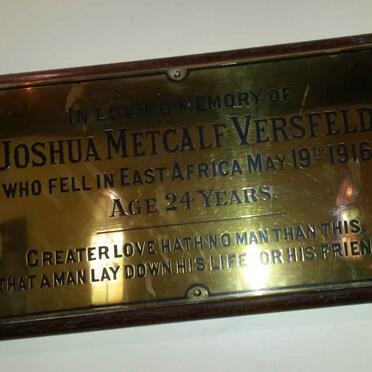 IN LOVING MEMORY OF
JOSHUA METCALF VERSFELD
WHO FELL IN EAST AFRICA MAY 19TH 1916
AGE 24 YEARS.
GREATER LOVE HATH NO MAN THAN THIS,
THAT A MAN LAY DOWN HIS LIFE FOR HIS FRIEN